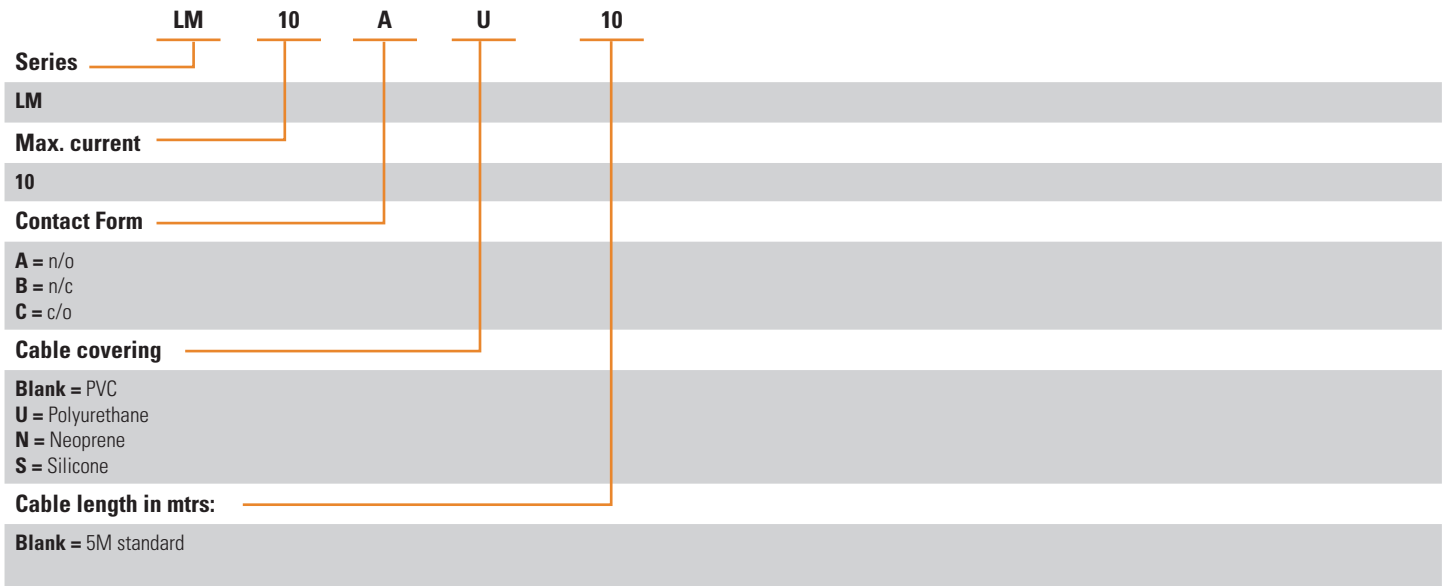 LM 10 A U 10
Series
LM
Max. current
10
Contact Form
A = n/o
B = n/c
C = c/o
Cable covering
Blank = PVC
U = Polyurethane
N = Neoprene
S = Silicone
Cable length in mtrs:
Blank = 5M standard